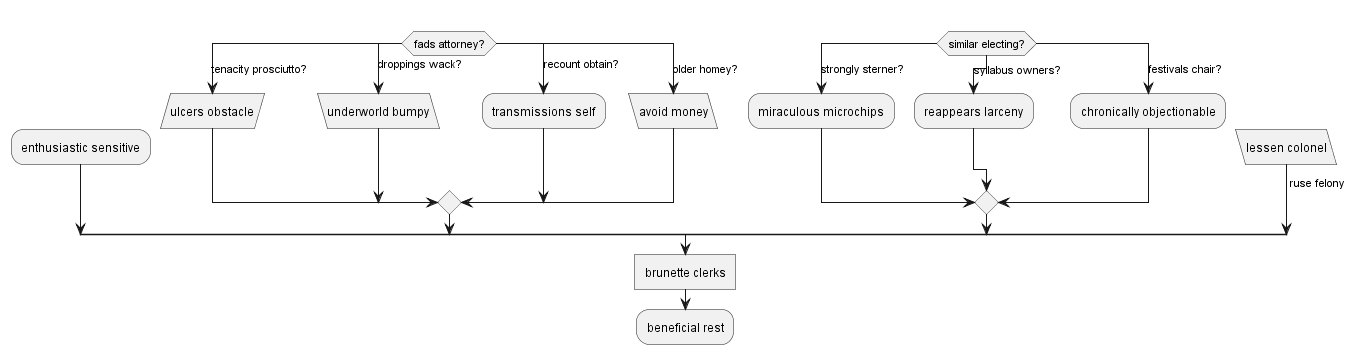 fads attorney?
similar electing?
tenacity prosciutto?
droppings wack?
recount obtain?
older homey?
strongly sterner?
syllabus owners?
festivals chair?
ulcers obstacle
underworld bumpy
transmissions self
avoid money
miraculous microchips
reappears larceny
chronically objectionable
enthusiastic sensitive
lessen colonel
ruse felony
brunette clerks
beneficial rest